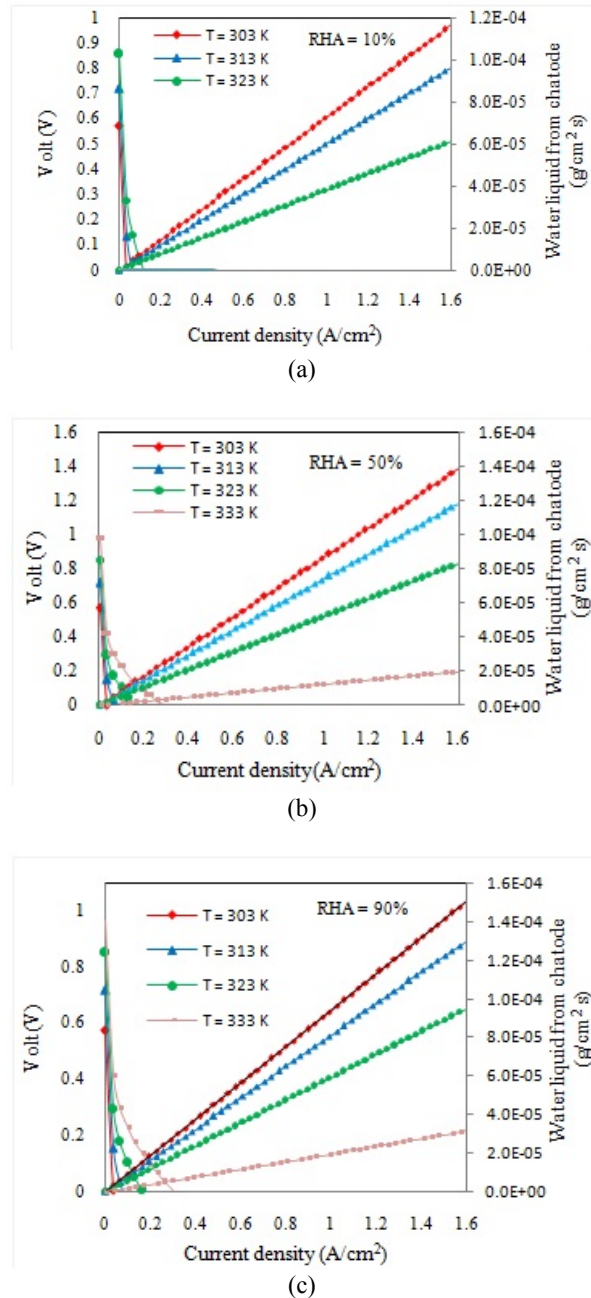 T = 303 K
T = 313 K
T = 323 K
RHA = 10%
1
0.9
0.8
0.7
0.6
0.5
0.4
0.3
0.2
0.1
0
Volt (V)
1.2E-04
1.0E-04
8.0E-05
6.0E-05
4.0E-05
2.0E-05
0.0E+00
Water liquid from chatode
(g/cm² s)
0 0.2 0.4 0.6 0.8 1.0 1.2 1.4 1.6
Current density (A/cm²)
(a)
T = 303 K
T = 313 K
T = 323 K
T = 333 K
RHA = 50%
1.6
1.4
1.2
1.0
0.8
0.6
0.4
0.2
0
Volt (V)
1.6E-04
1.4E-04
1.2E-04
1.0E-04
8.0E-05
6.0E-05
4.0E-05
2.0E-05
0.0E+00
Water liquid from chatode
(g/cm² s)
0 0.2 0.4 0.6 0.8 1 1.2 1.4 1.6
Current density(A/cm²)
(b)
T = 303 K
T = 313 K
T = 323 K
T = 333 K
RHA = 90%
1
0.8
0.6
0.4
0.2
0
Volt (V)
1.6E-04
1.4E-04
1.2E-04
1.0E-04
8.0E-05
6.0E-05
4.0E-05
2.0E-05
0.0E+00
Water liquid from chatode
(g/cm² s)
0 0.2 0.4 0.6 0.8 1 1.2 1.4 1.6
Current density (A/cm²)
(c)